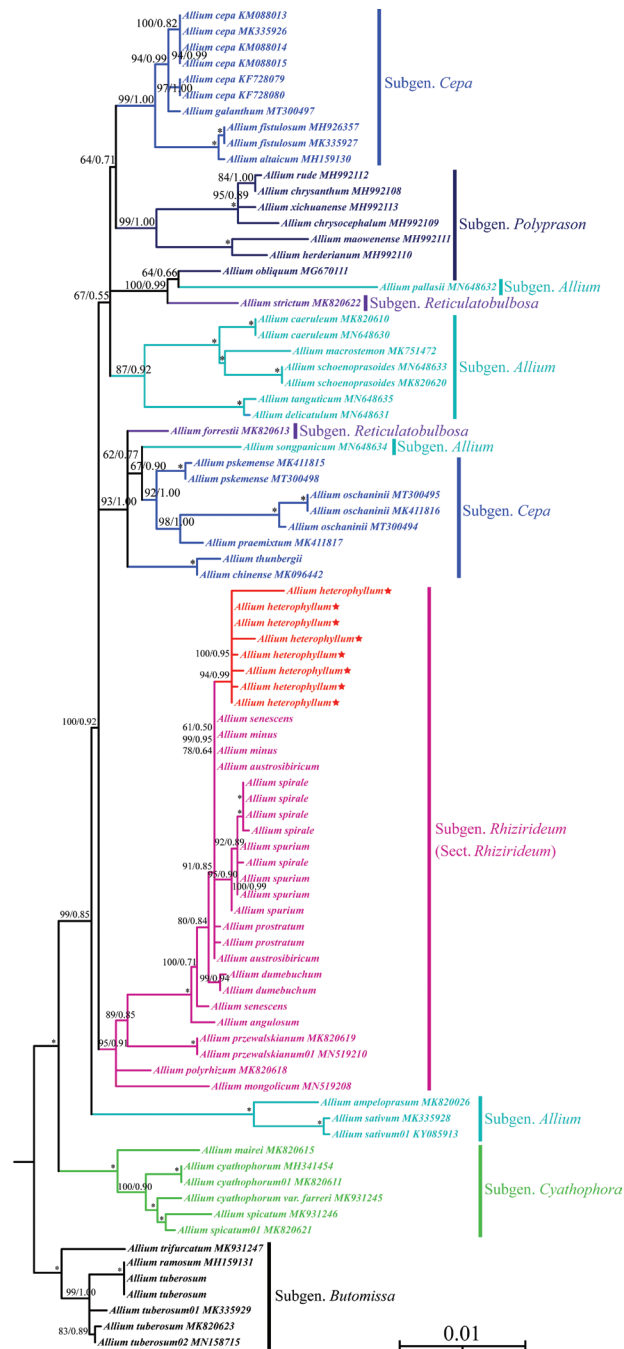 Allium cepa KM088013
100/0.82
Allium cepa MK335926
Allium cepa KM088014
94/0.99
94/0.99
Allium cepa KM088015
Allium cepa KF728079
Subgen. Cepa
97/1.00
Allium cepa KF728080
99/1.00
Allium galanthum MT300497
Allium fistulosum MH926357
*
Allium fistulosum MK335927
Allium altaicum MH159130
64/0.71
Allium rude MH992112
84/1.00
Allium chrysanthum MH992108
95/0.89
*
Allium xichuanense MH992113
99/1.00
Allium chrysocephalum MH992109
Subgen. Polyprason
Allium maowenense MH992111
*
Allium herderianum MH992110
64/0.66
Allium obliquum MG670111
100/0.99
Allium pallasii MN648632
Subgen. Allium
67/0.55
Allium strictum MK820622
Subgen. Reticulatobulbosa
Allium caeruleum MK820610
*
Allium caeruleum MN648630
*
Allium macrostemon MK751472
*
87/0.92
Allium schoenoprasoides MN648633
Subgen. Allium
*
Allium schoenoprasoides MK820620
Allium tanguticum MN648635
*
Allium delicatulum MN648631
Allium forrestii MK820613
Subgen. Reticulatobulbosa
62/0.77
Allium songpanicum MN648634
Subgen. Allium
67/0.90
Allium pskemense MK411815
*
Allium pskemense MT300498
92/1.00
93/1.00
Allium oschaninii MT300495
*
Allium oschaninii MK411816
Subgen. Cepa
*
98/1.00
Allium oschaninii MT300494
Allium praemixtum MK411817
Allium thunbergii
*
Allium chinense MK096442
Allium heterophyllum★
Allium heterophyllum★
Allium heterophyllum★
Allium heterophyllum★
100/0.95
Allium heterophyllum★
Allium heterophyllum★
94/0.99
Allium heterophyllum★
Allium heterophyllum★
100/0.92
Allium senescens
61/0.50
Allium minus
99/0.95
78/0.64
Allium minus
Allium austrosibiricum
Allium spirale
*
Allium spirale
*
Allium spirale
Allium spirale
Subgen. Rhizirideum
(Sect. Rhizirideum)
92/0.89
Allium spurium
91/0.85
Allium spirale
95/0.90
Allium spurium
100/0.99
Allium spurium
Allium spurium
99/0.85
80/0.84
Allium prostratum
Allium prostratum
100/0.71
Allium austrosibiricum
99/0.94
Allium dumebuchum
Allium dumebuchum
*
Allium senescens
89/0.85
Allium angulosum
Allium przewalskianum MK820619
*
95/0.91
Allium przewalskianum01 MN519210
*
Allium polyrhizum MK820618
Allium mongolicum MN519208
Allium ampeloprasum MK820026
*
Allium sativum MK335928
Subgen. Allium
*
Allium sativum01 KY085913
Allium mairei MK820615
*
Allium cyathophorum MH341454
*
Allium cyathophorum01 MK820611
100/0.90
Subgen. Cyathophora
Allium cyathophorum var. farreri MK931245
*
Allium spicatum MK931246
*
Allium spicatum01 MK820621
Allium trifurcatum MK931247
*
Allium ramosum MH159131
*
Allium tuberosum
99/1.00
Allium tuberosum
Subgen. Butomissa
Allium tuberosum01 MK335929
Allium tuberosum MK820623
83/0.89
Allium tuberosum02 MN158715
0.01